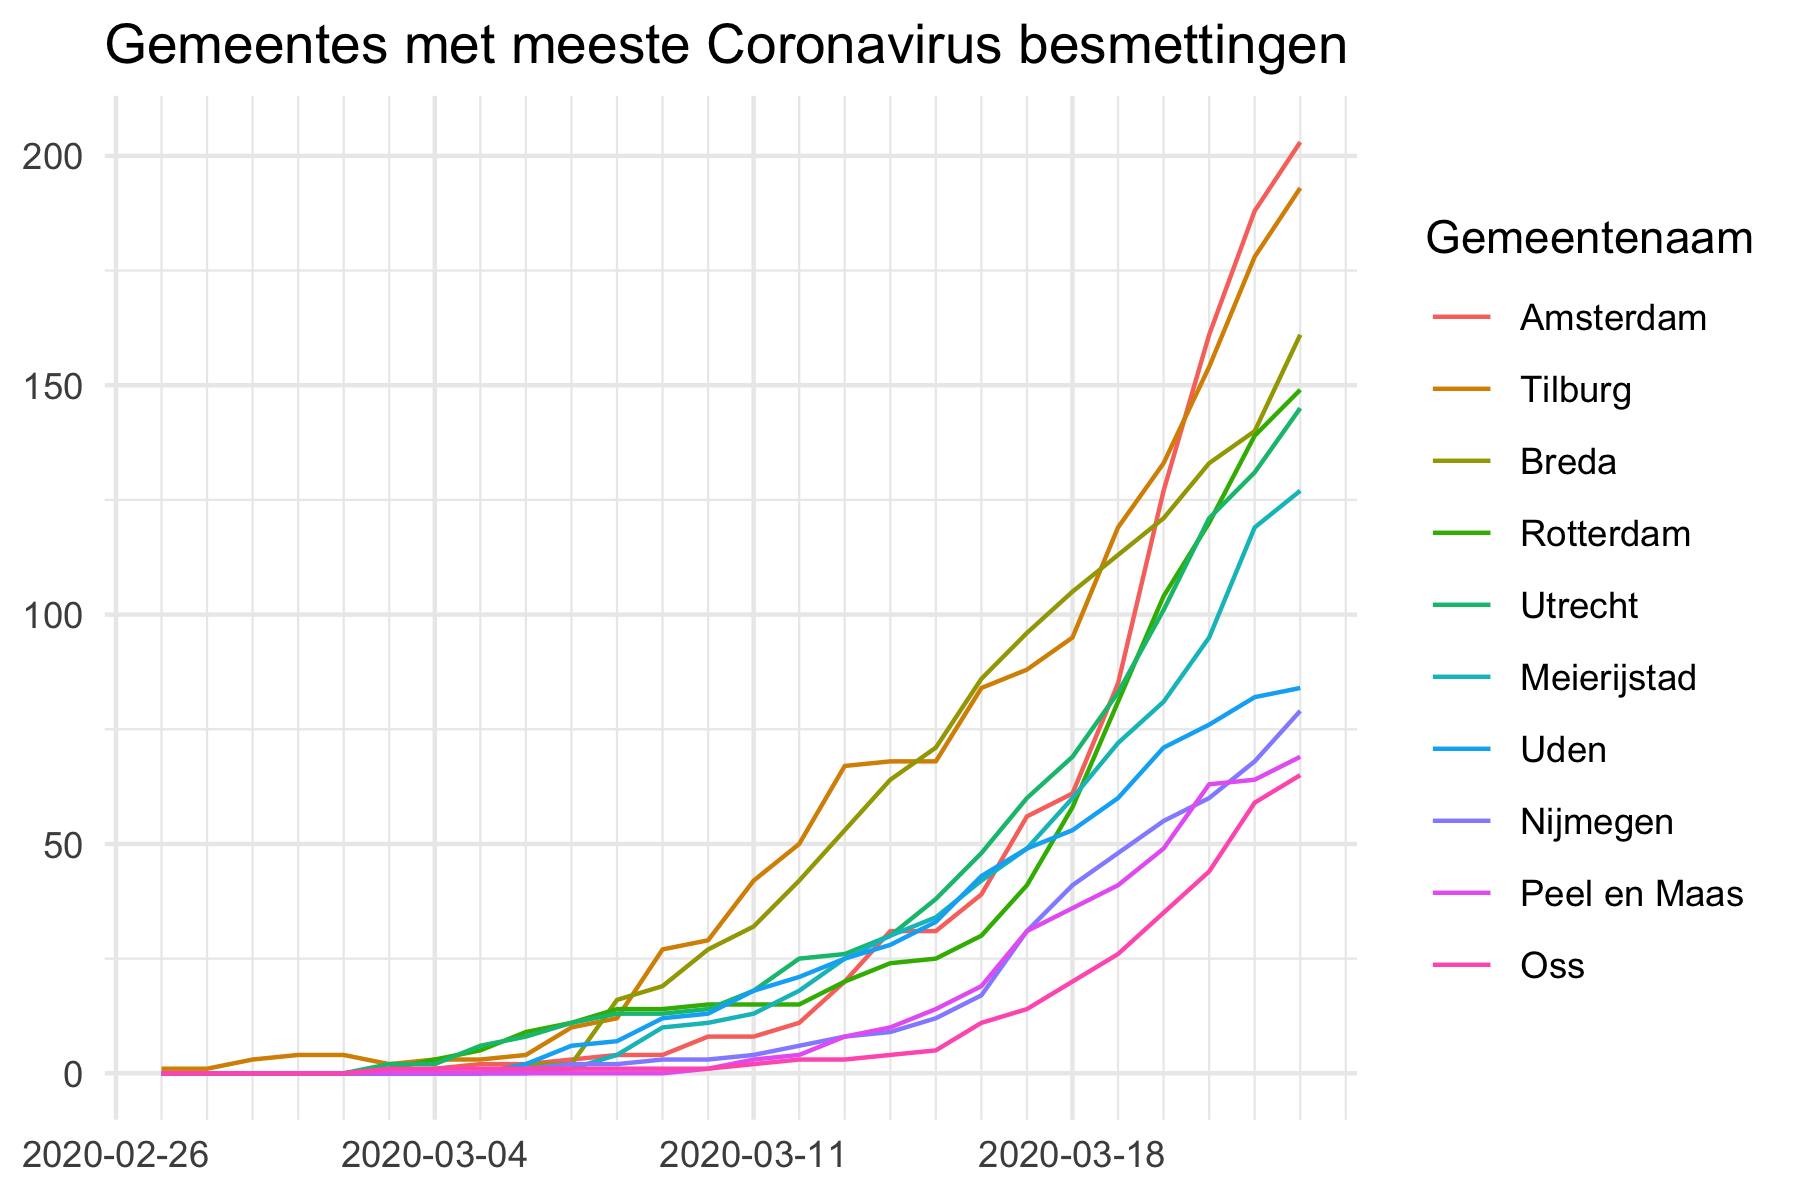 Gemeentes met meeste Coronavirus besmettingen
200
150
100
50
0
2020-02-26
2020-03-04
2020-03-11
2020-03-18
Gemeentenaam
Amsterdam
Tilburg
Breda
Rotterdam
Utrecht
Meierijstad
Uden
Nijmegen
Peel en Maas
Oss